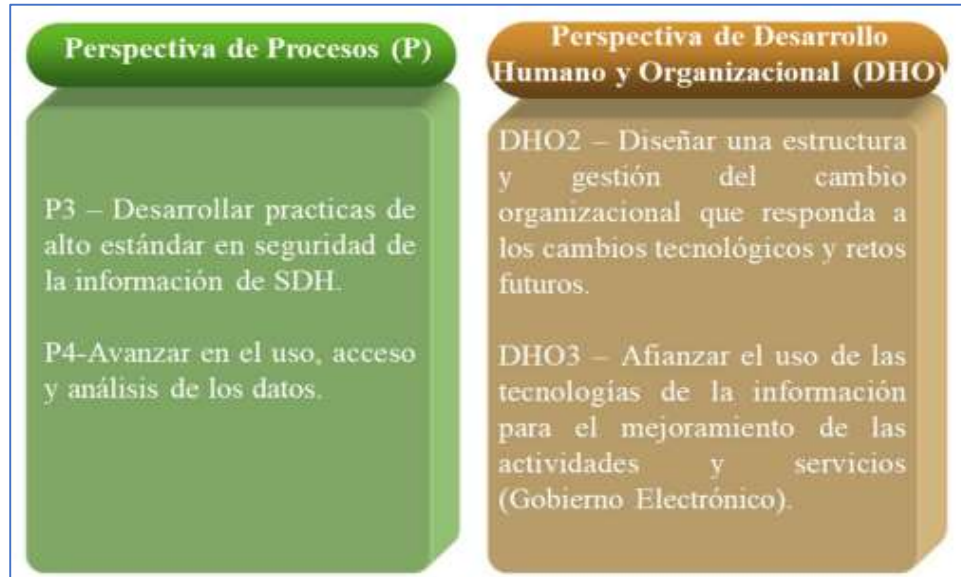 Perspectiva de Procesos (P)
P3 – Desarrollar practicas de
alto estándar en seguridad de
la información de SDH.
P4-Avanzar en el uso, acceso
y análisis de los datos.
Perspectiva de Desarrollo
Humano y Organizacional (DHO)
DHO2 – Diseñar una estructura
y gestión del cambio
organizacional que responda a
los cambios tecnológicos y retos
futuros.
DHO3 – Afianzar el uso de las
tecnologías de la información
para el mejoramiento de las
actividades y servicios
(Gobierno Electrónico).